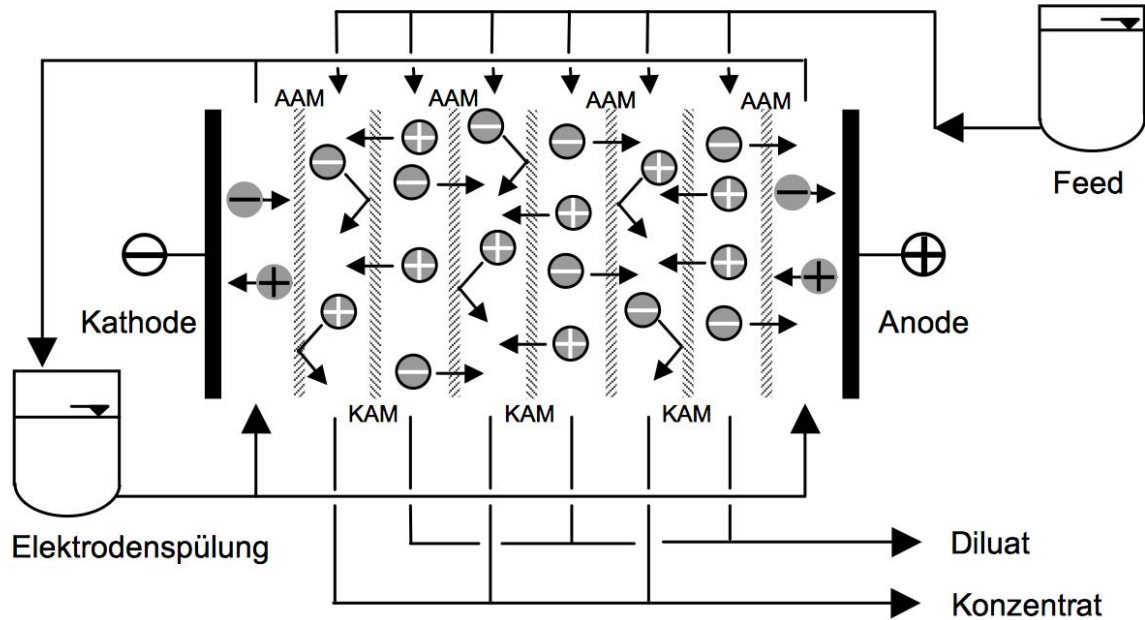 AAM
AAM
AAM
AAM
Feed
Kathode
Anode
KAM
KAM
KAM
Elektrodenspülung
Diluat
Konzentrat